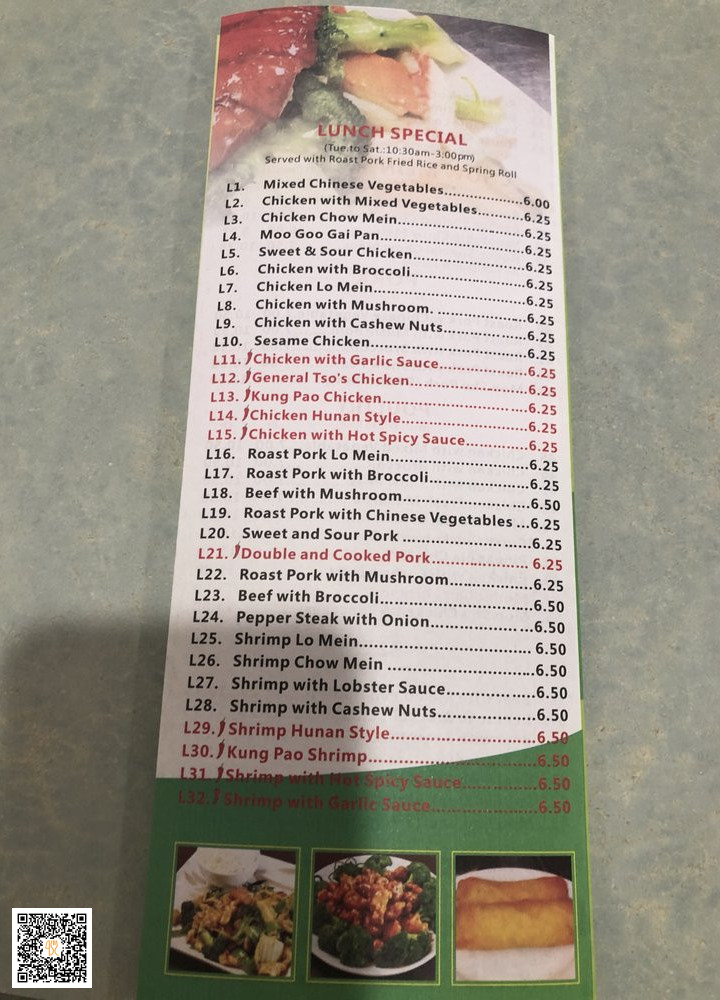 LUNCH SPECIAL
(Tue.to Sat.:10:30am-3:00pm)
Served with Roast Pork Fried Rice and Spring Roll
L1. Mixed Chinese Vegetables......................6.00
L2. Chicken with Mixed Vegetables..........6.25
L3. Chicken Chow Mein............................6.25
L4. Moo Goo Gai Pan................................6.25
L5. Sweet & Sour Chicken.........................6.25
L6. Chicken with Broccoli..........................6.25
L7. Chicken Lo Mein..................................6.25
L8. Chicken with Mushroom. ...................6.25
L9. Chicken with Cashew Nuts..................6.25
L10. Sesame Chicken..................................6.25
L11. Chicken with Garlic Sauce...................6.25
L12. General Tso's Chicken.........................6.25
L13. Kung Pao Chicken...............................6.25
L14. Chicken Hunan Style...........................6.25
L15. Chicken with Hot Spicy Sauce.............6.25
L16. Roast Pork Lo Mein.............................6.25
L17. Roast Pork with Broccoli.....................6.25
L18. Beef with Mushroom...........................6.50
L19. Roast Pork with Chinese Vegetables ...6.25
L20. Sweet and Sour Pork ..........................6.25
L21. Double and Cooked Pork.................... 6.25
L22. Roast Pork with Mushroom.................6.25
L23. Beef with Broccoli...............................6.50
L24. Pepper Steak with Onion.....................6.50
L25. Shrimp Lo Mein................................... 6.50
L26. Shrimp Chow Mein ..............................6.50
L27. Shrimp with Lobster Sauce..................6.50
L28. Shrimp with Cashew Nuts....................6.50
L29. Shrimp Hunan Style.............................6.50
L30. Kung Pao Shrimp.................................6.50
L31. Shrimp with Hot Spicy Sauce...............6.50
L32. Shrimp with Garlic Sauce.....................6.50